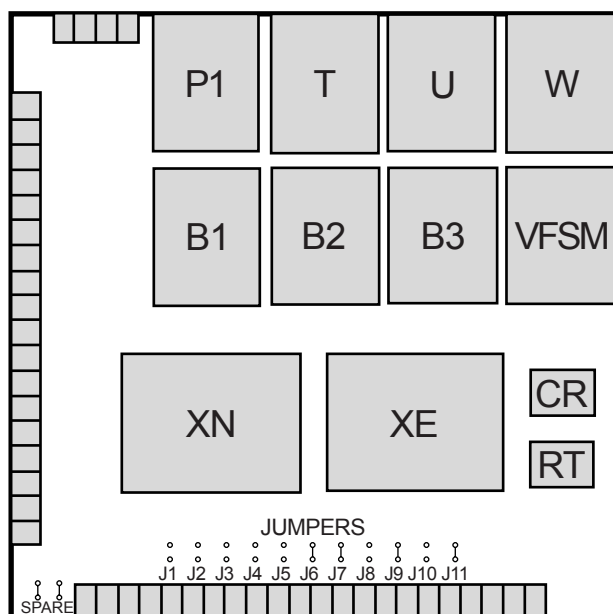 P1 T U W
B1 B2 B3 VFSM
XN XE CR
RT
JUMPERS
J1 J2 J3 J4 J5 J6 J7 J8 J9 J10 J11
SPARE